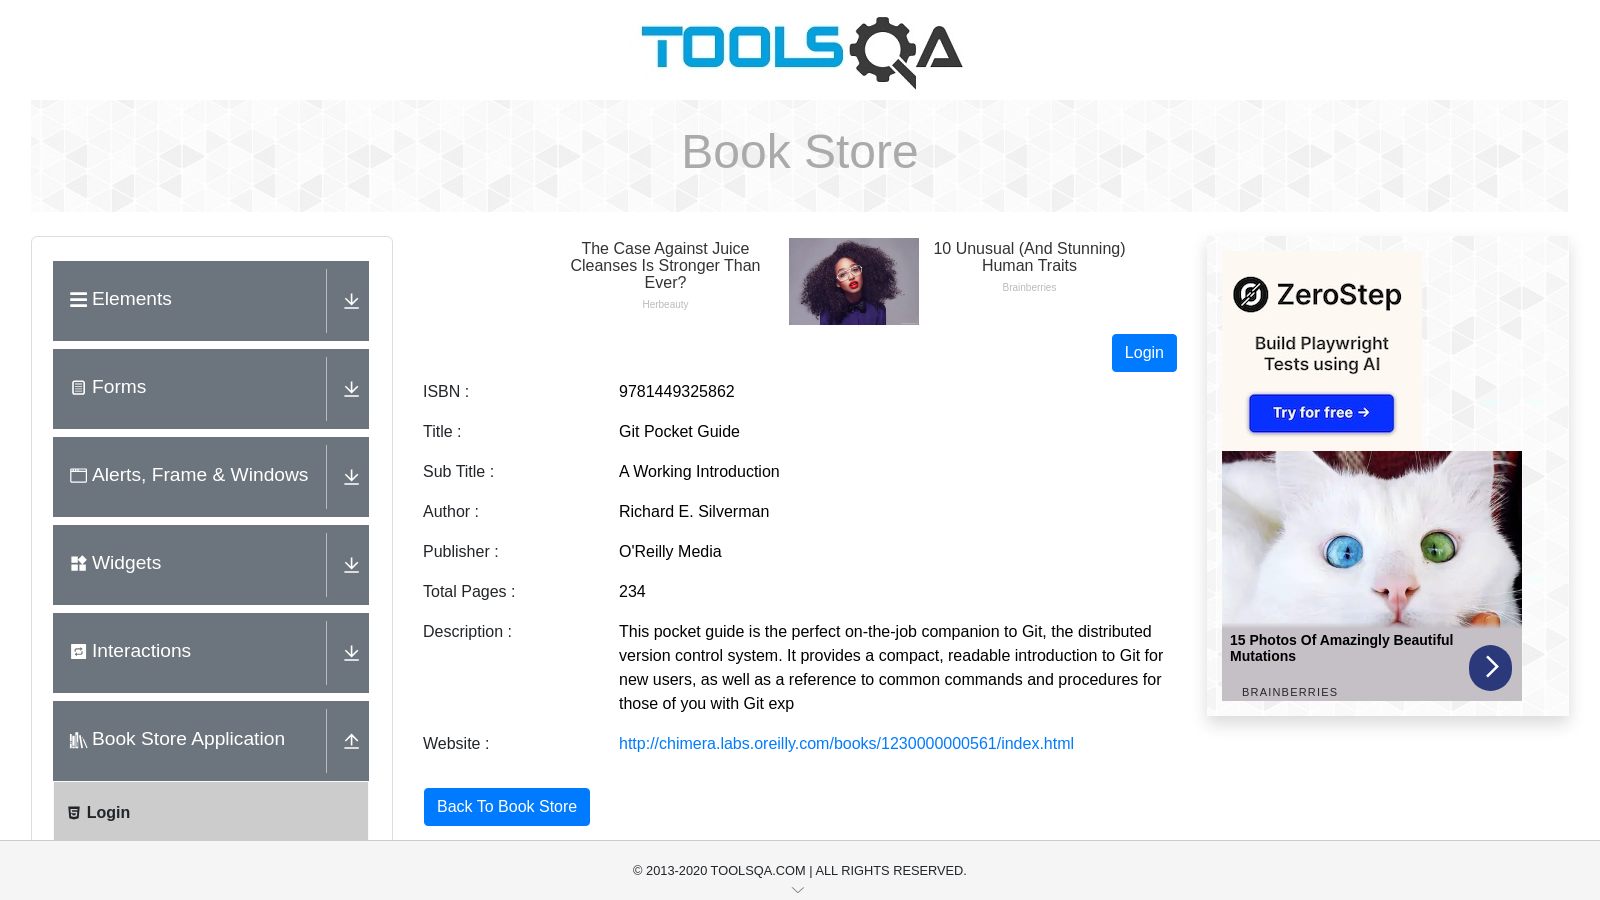 TOOLSQA
Book Store
Elements
Forms
Alerts, Frame & Windows
Widgets
Interactions
Book Store Application
Login
The Case Against Juice
Cleanses Is Stronger Than
Ever?
Herbeauty
10 Unusual (And Stunning)
Human Traits
Brainberries
Login
ISBN : 9781449325862
Title : Git Pocket Guide
Sub Title : A Working Introduction
Author : Richard E. Silverman
Publisher : O'Reilly Media
Total Pages : 234
Description : This pocket guide is the perfect on-the-job companion to Git, the distributed
version control system. It provides a compact, readable introduction to Git for
new users, as well as a reference to common commands and procedures for
those of you with Git exp
Website : http://chimera.labs.oreilly.com/books/1230000000561/index.html
Back To Book Store
ZeroStep
Build Playwright
Tests using AI
Try for free →
15 Photos Of Amazingly Beautiful
Mutations
BRAINBERRIES
© 2013-2020 TOOLSQA.COM | ALL RIGHTS RESERVED.